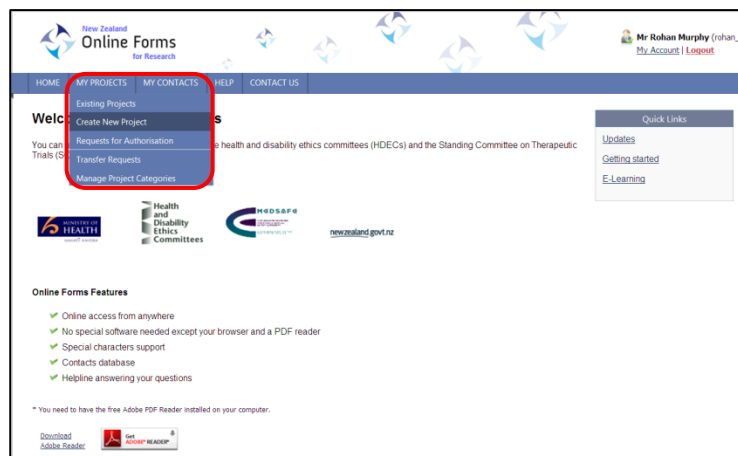 New Zealand
Online Forms
for Research
Mr Rohan Murphy (rohan_
My Account | Logout
HOME MY PROJECTS MY CONTACTS HELP CONTACT US
Existing Projects
Create New Project
Requests for Authorisation
Transfer Requests
Manage Project Categories
Welc s
You can e health and disability ethics committees (HDECs) and the Standing Committee on Therapeutic
Trials (S
Quick Links
Updates
Getting started
E-Learning
MINISTRY OF
HEALTH
Health
and
Disability
Ethics
Committees
MEDSAFE
newzealand.govt.nz
Online Forms Features
Online access from anywhere
No special software needed except your browser and a PDF reader
Special characters support
Contacts database
Helpline answering your questions
* You need to have the free Adobe PDF Reader installed on your computer.
Download
Adobe Reader
Get
ADOBE® READER®